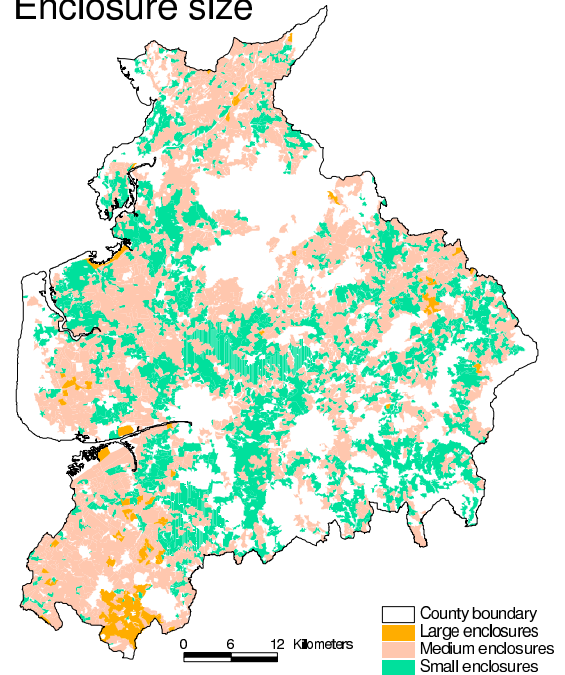 Enclosure size
0 6 12 Kilometers
County boundary
Large enclosures
Medium enclosures
Small enclosures